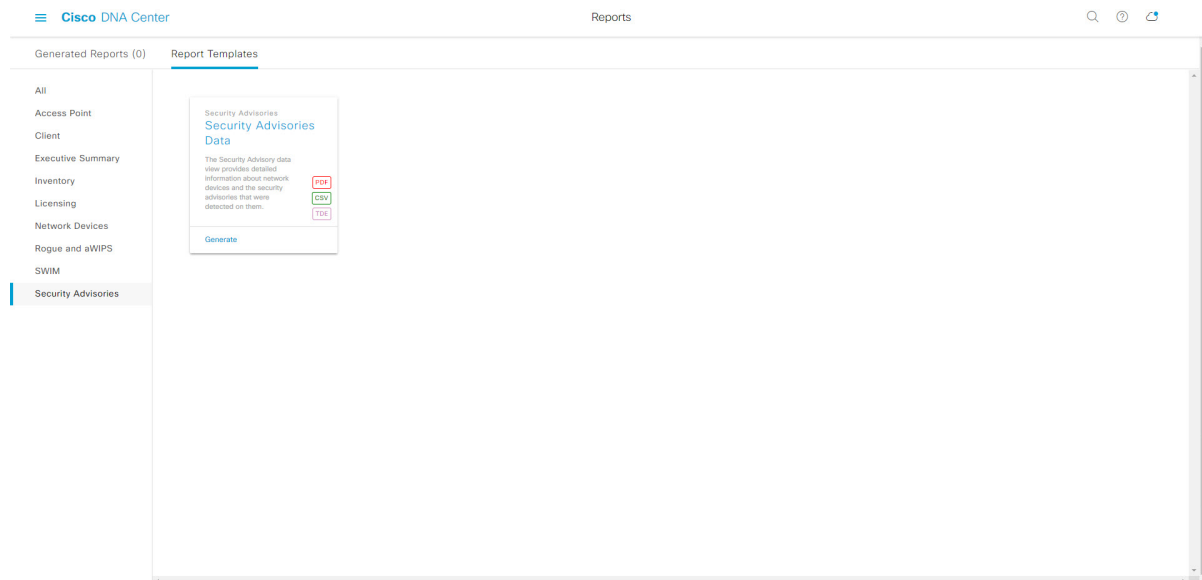 Cisco DNA Center
Reports
Generated Reports (0)
Report Templates
All
Access Point
Client
Executive Summary
Inventory
Licensing
Network Devices
Rogue and aWIPS
SWIM
Security Advisories
Security Advisories
Security Advisories
Data
The Security Advisory data
view provides detailed
information about network
devices and the security
advisories that were
detected on them.
PDF
CSV
TDE
Generate